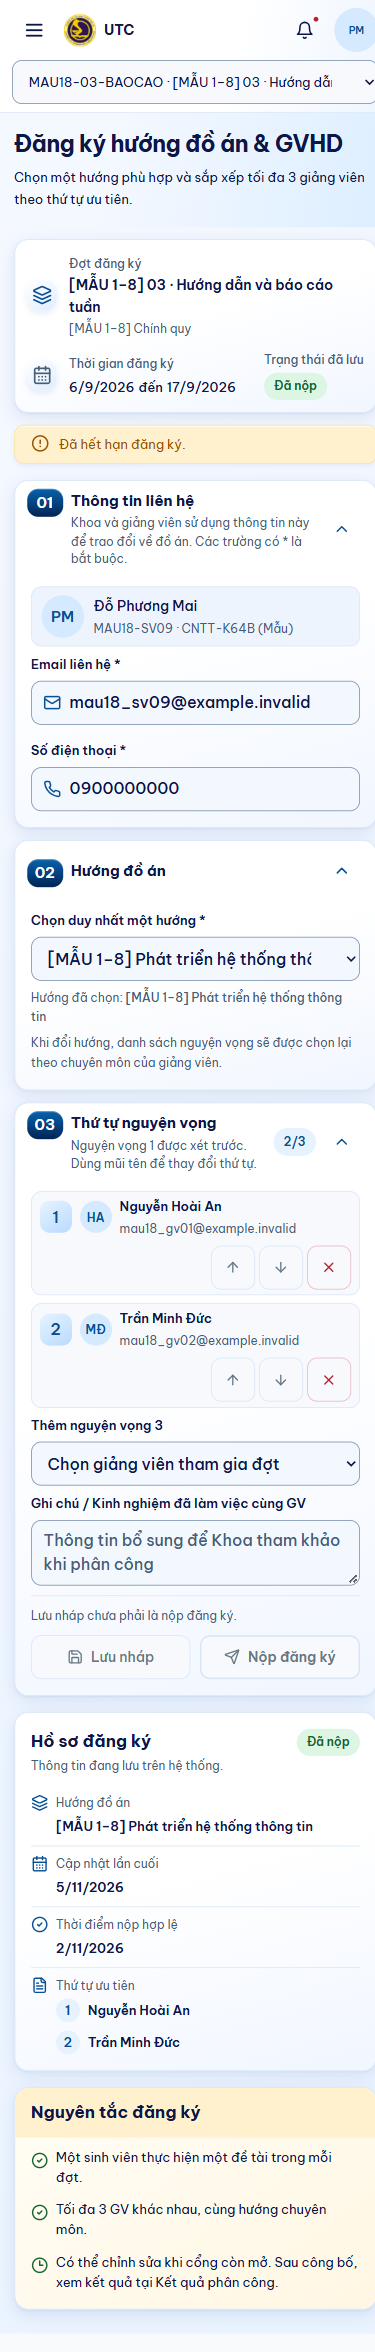 UTC
PM
MAU18-03-BAOCAO · [MẪU 1–8] 03 · Hướng dẫ
Đăng ký hướng đồ án & GVHD
Chọn một hướng phù hợp và sắp xếp tối đa 3 giảng viên
theo thứ tự ưu tiên.
Đợt đăng ký
[MẪU 1–8] 03 · Hướng dẫn và báo cáo
tuần
[MẪU 1–8] Chính quy
Thời gian đăng ký
6/9/2026 đến 17/9/2026
Trạng thái đã lưu
Đã nộp
Đã hết hạn đăng ký.
01
Thông tin liên hệ
Khoa và giảng viên sử dụng thông tin này
để trao đổi về đồ án. Các trường có * là
bắt buộc.
PM
Đỗ Phương Mai
MAU18-SV09 · CNTT-K64B (Mẫu)
Email liên hệ *
mau18_sv09@example.invalid
Số điện thoại *
0900000000
02
Hướng đồ án
Chọn duy nhất một hướng *
[MẪU 1–8] Phát triển hệ thống thô
Hướng đã chọn: [MẪU 1–8] Phát triển hệ thống thông
tin
Khi đổi hướng, danh sách nguyện vọng sẽ được chọn lại
theo chuyên môn của giảng viên.
03
Thứ tự nguyện vọng
Nguyện vọng 1 được xét trước.
Dùng mũi tên để thay đổi thứ tự.
2/3
1
HA
Nguyễn Hoài An
mau18_gv01@example.invalid
2
MĐ
Trần Minh Đức
mau18_gv02@example.invalid
Thêm nguyện vọng 3
Chọn giảng viên tham gia đợt
Ghi chú / Kinh nghiệm đã làm việc cùng GV
Thông tin bổ sung để Khoa tham khảo
khi phân công
Lưu nháp chưa phải là nộp đăng ký.
Lưu nháp
Nộp đăng ký
Hồ sơ đăng ký
Đã nộp
Thông tin đang lưu trên hệ thống.
Hướng đồ án
[MẪU 1–8] Phát triển hệ thống thông tin
Cập nhật lần cuối
5/11/2026
Thời điểm nộp hợp lệ
2/11/2026
Thứ tự ưu tiên
1 Nguyễn Hoài An
2 Trần Minh Đức
Nguyên tắc đăng ký
Một sinh viên thực hiện một đề tài trong mỗi
đợt.
Tối đa 3 GV khác nhau, cùng hướng chuyên
môn.
Có thể chỉnh sửa khi cổng còn mở. Sau công bố,
xem kết quả tại Kết quả phân công.